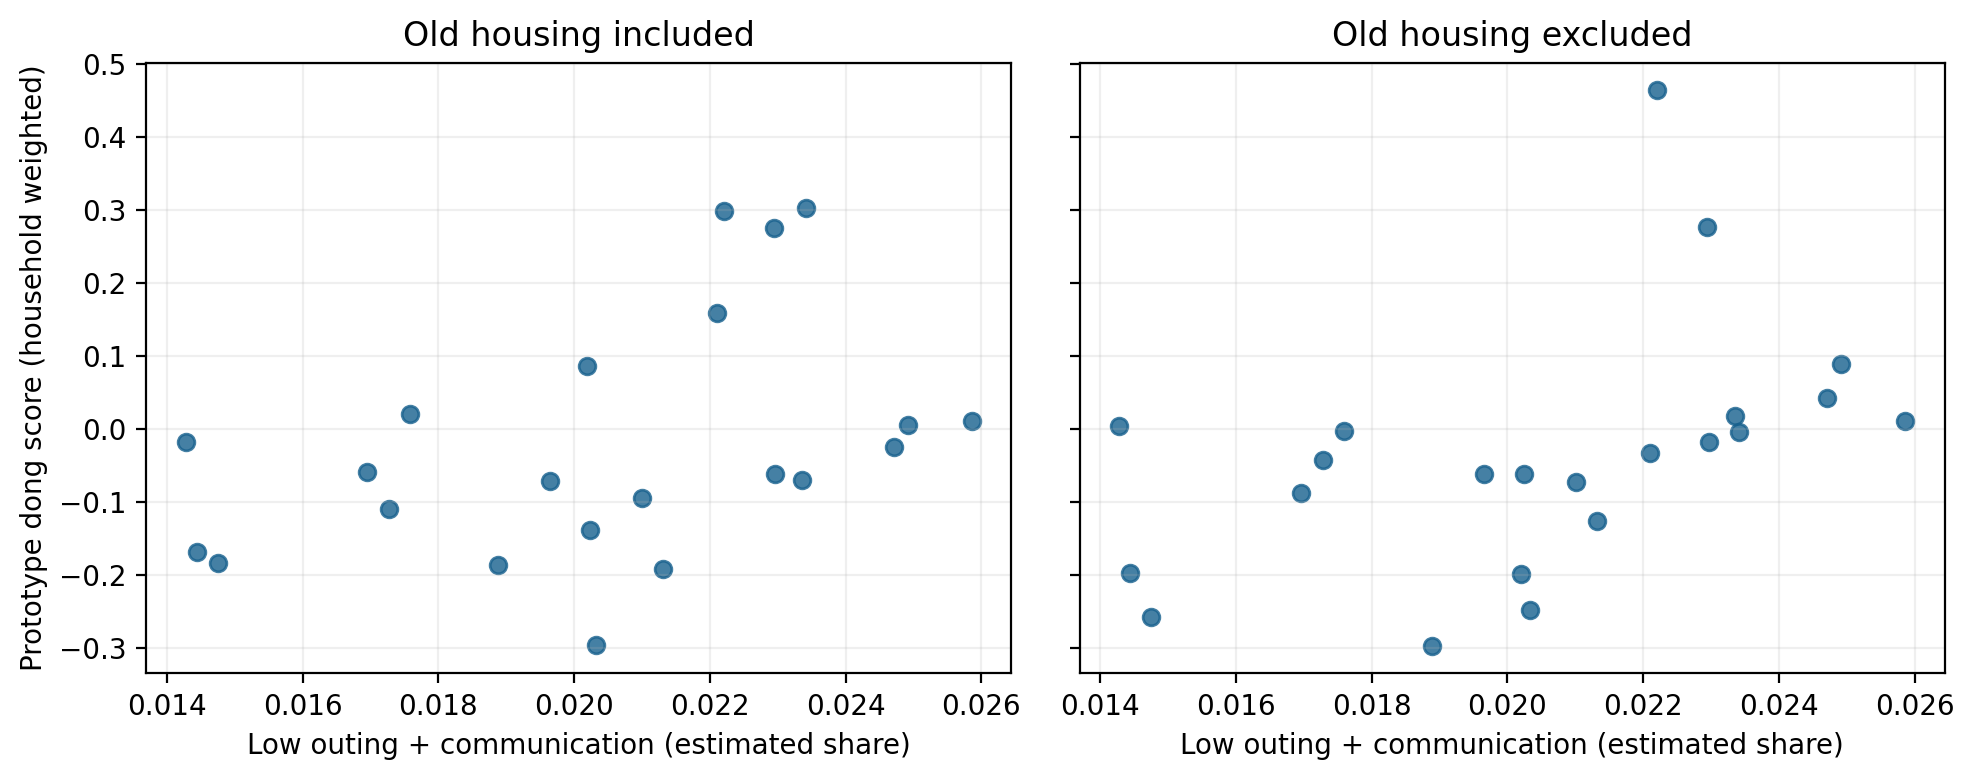 Old housing included
Old housing excluded
Prototype dong score (household weighted)
0.5
0.4
0.3
0.2
0.1
0.0
−0.1
−0.2
−0.3
0.014 0.016 0.018 0.020 0.022 0.024 0.026
Low outing + communication (estimated share)
0.014 0.016 0.018 0.020 0.022 0.024 0.026
Low outing + communication (estimated share)